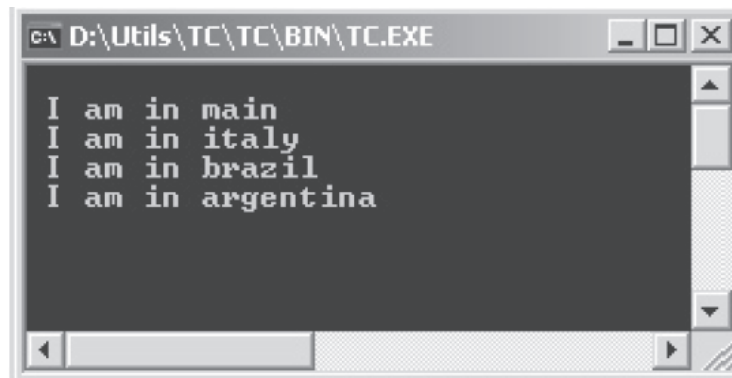 D:\Utils\TC\TC\BIN\TC.EXE
I am in main
I am in italy
I am in brazil
I am in argentina